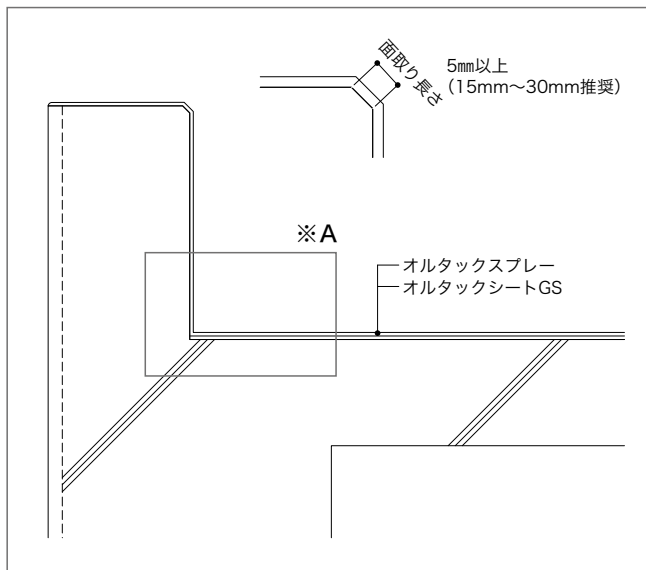 面取り長さ
5㎜以上
（15mm～30mm推奨）
※A
オルタックスプレー
オルタックシートGS